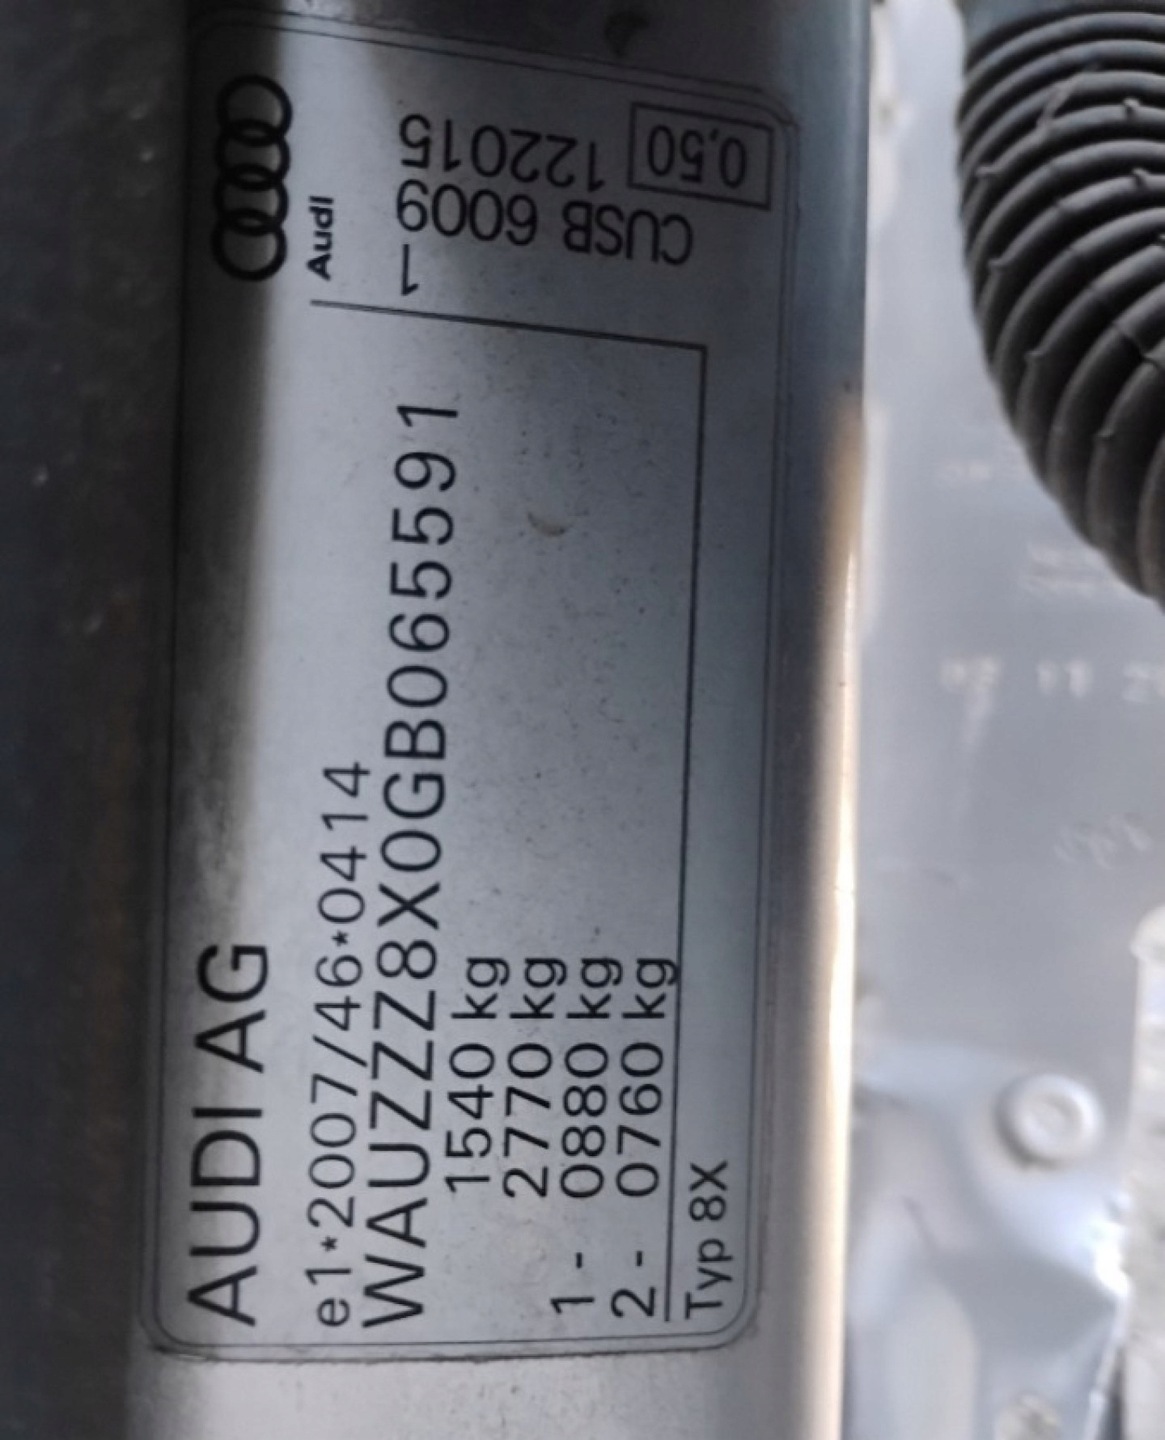 AUDI AG
e1*2007/46*0414
WAUZZZ8X0GB065591
1540 kg
2770 kg
1 - 0880 kg
2 - 0760 kg
Typ 8X
Audi
1
CUSB 6009
122015
0,50